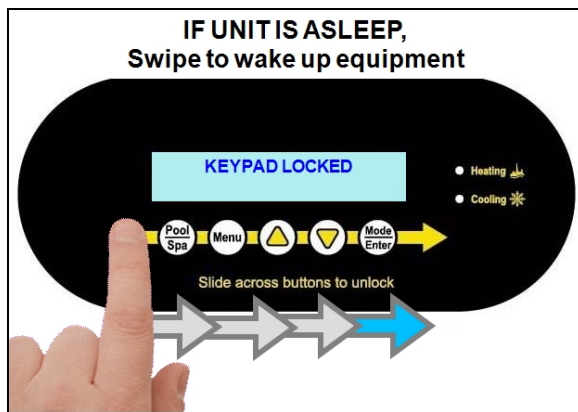 IF UNIT IS ASLEEP,
Swipe to wake up equipment
KEYPAD LOCKED
Heating
Cooling
Pool
Spa
Menu
Mode
Enter
Slide across buttons to unlock